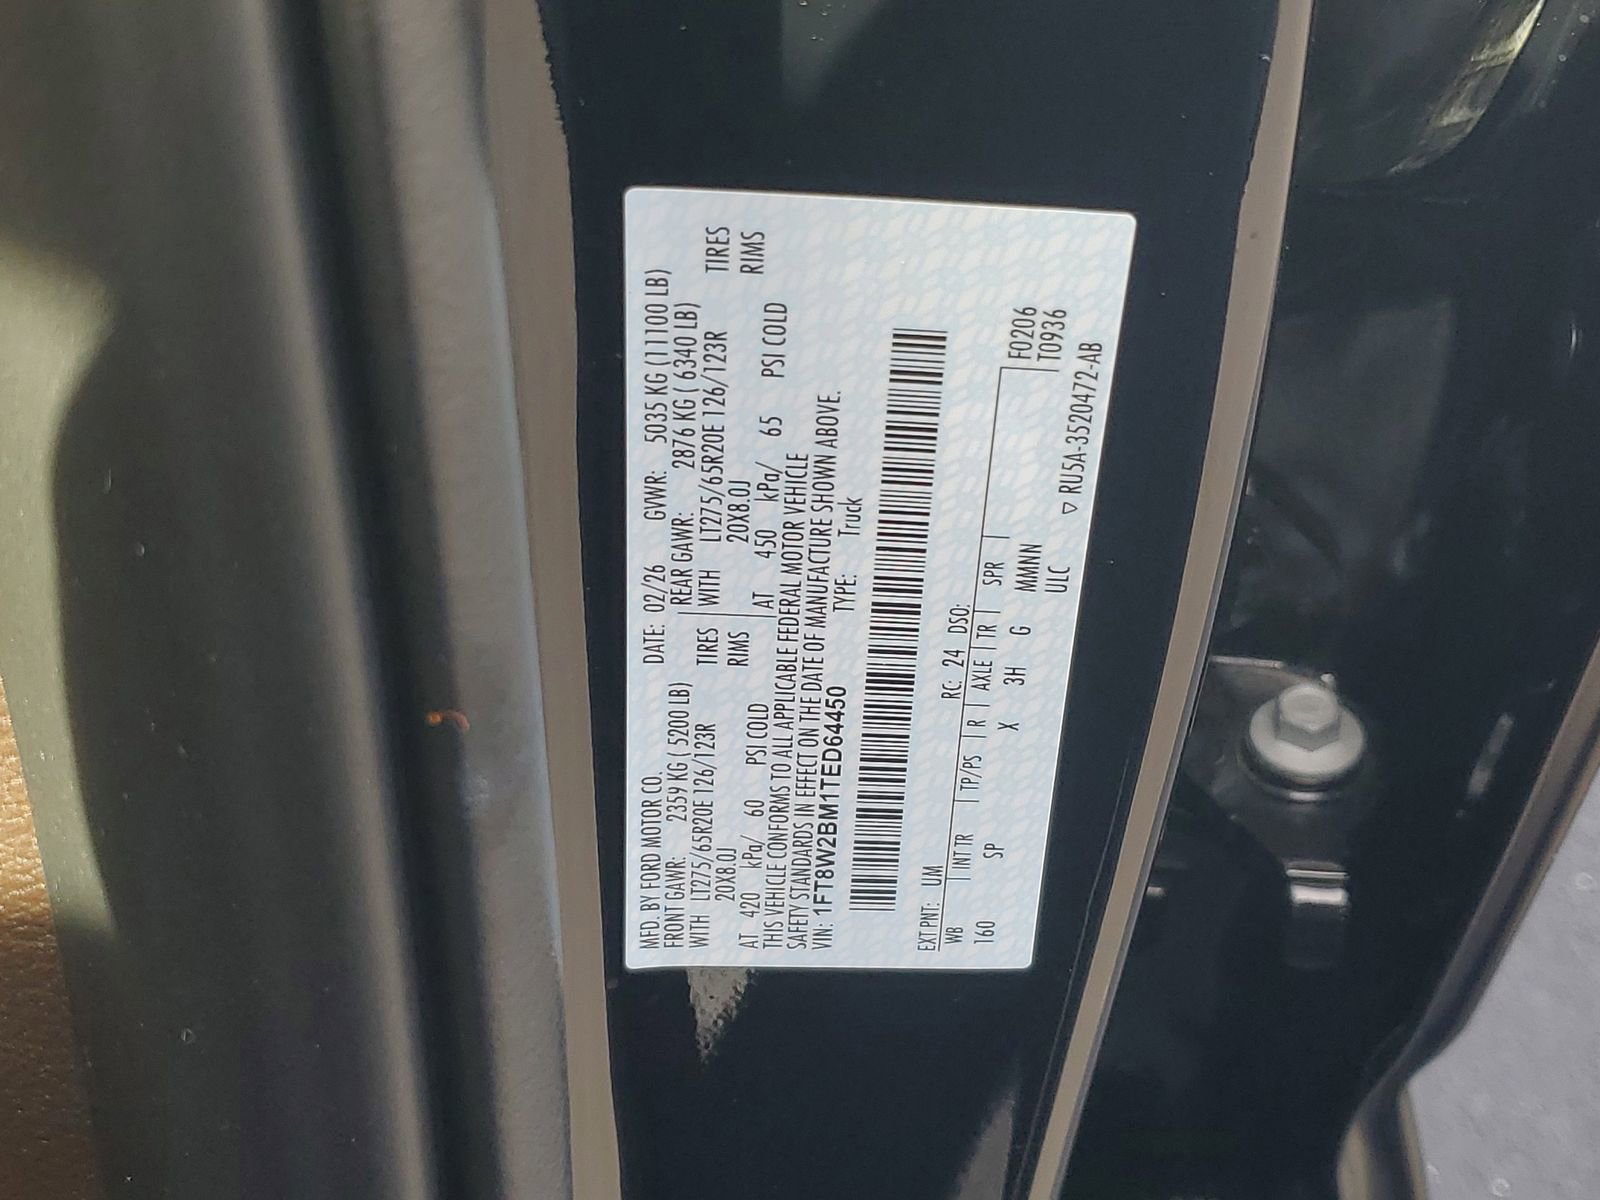 MFD. BY FORD MOTOR CO. DATE: 02/26 GVWR: 5035 KG (11100 LB)
FRONT GAWR: 2359 KG ( 5200 LB) REAR GAWR: 2876 KG ( 6340 LB)
WITH LT275/65R20E 126/123R TIRES WITH LT275/65R20E 126/123R TIRES
20X8.0J RIMS 20X8.0J RIMS
AT 420 kPa/ 60 PSI COLD AT 450 kPa/ 65 PSI COLD
THIS VEHICLE CONFORMS TO ALL APPLICABLE FEDERAL MOTOR VEHICLE
SAFETY STANDARDS IN EFFECT ON THE DATE OF MANUFACTURE SHOWN ABOVE.
VIN: 1FT8W2BM1TED64450 TYPE: Truck
EXT PNT: UM RC: 24 DSO:
WB INT TR TP/PS R AXLE TR SPR
160 SP X 3H G MMNN F0206
ULC T0936
▽ RU5A-3520472-AB